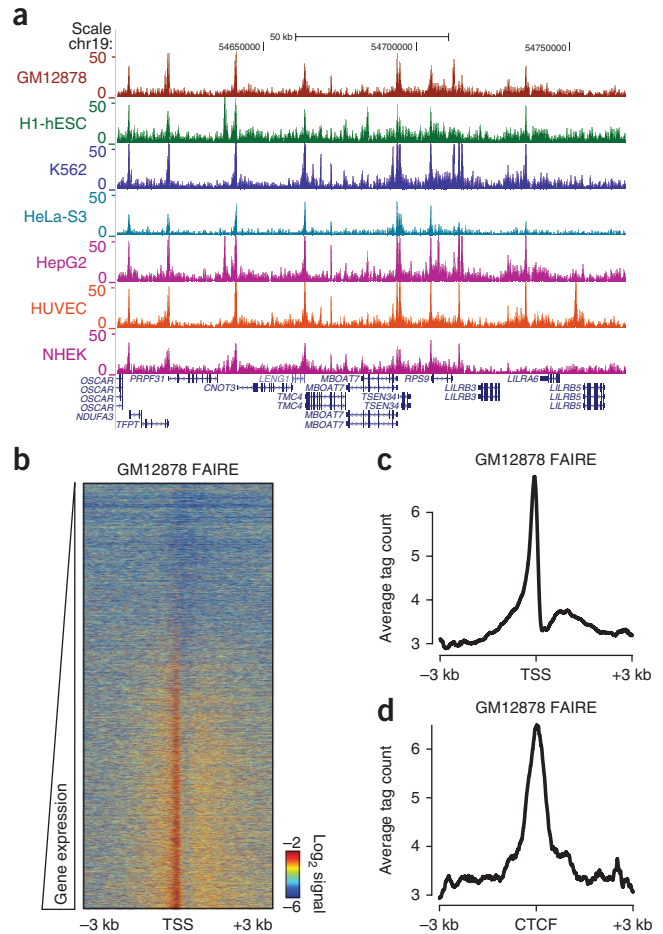 a
Scale
chr19:
50 kb
54650000 54700000 54750000
GM12878 50 0
H1-hESC 50 0
K562 50 0
HeLa-S3 50 0
HepG2 50 0
HUVEC 50 0
NHEK 50 0
OSCAR PRPF31 LENG1 MBOAT7 RPS9 LILRA6
OSCAR CNOT3 MBOAT7 LILRB3 LILRB5
OSCAR TMC4 TSEN34 LILRB3 LILRB5
OSCAR TMC4 TSEN34 LILRB5
NDUFA3 MBOAT7
TFPT MBOAT7
b
GM12878 FAIRE
Gene expression
–3 kb TSS +3 kb
–2
–6
Log2 signal
c
GM12878 FAIRE
Average tag count
6
5
4
3
–3 kb TSS +3 kb
d
GM12878 FAIRE
Average tag count
6
5
4
3
–3 kb CTCF +3 kb